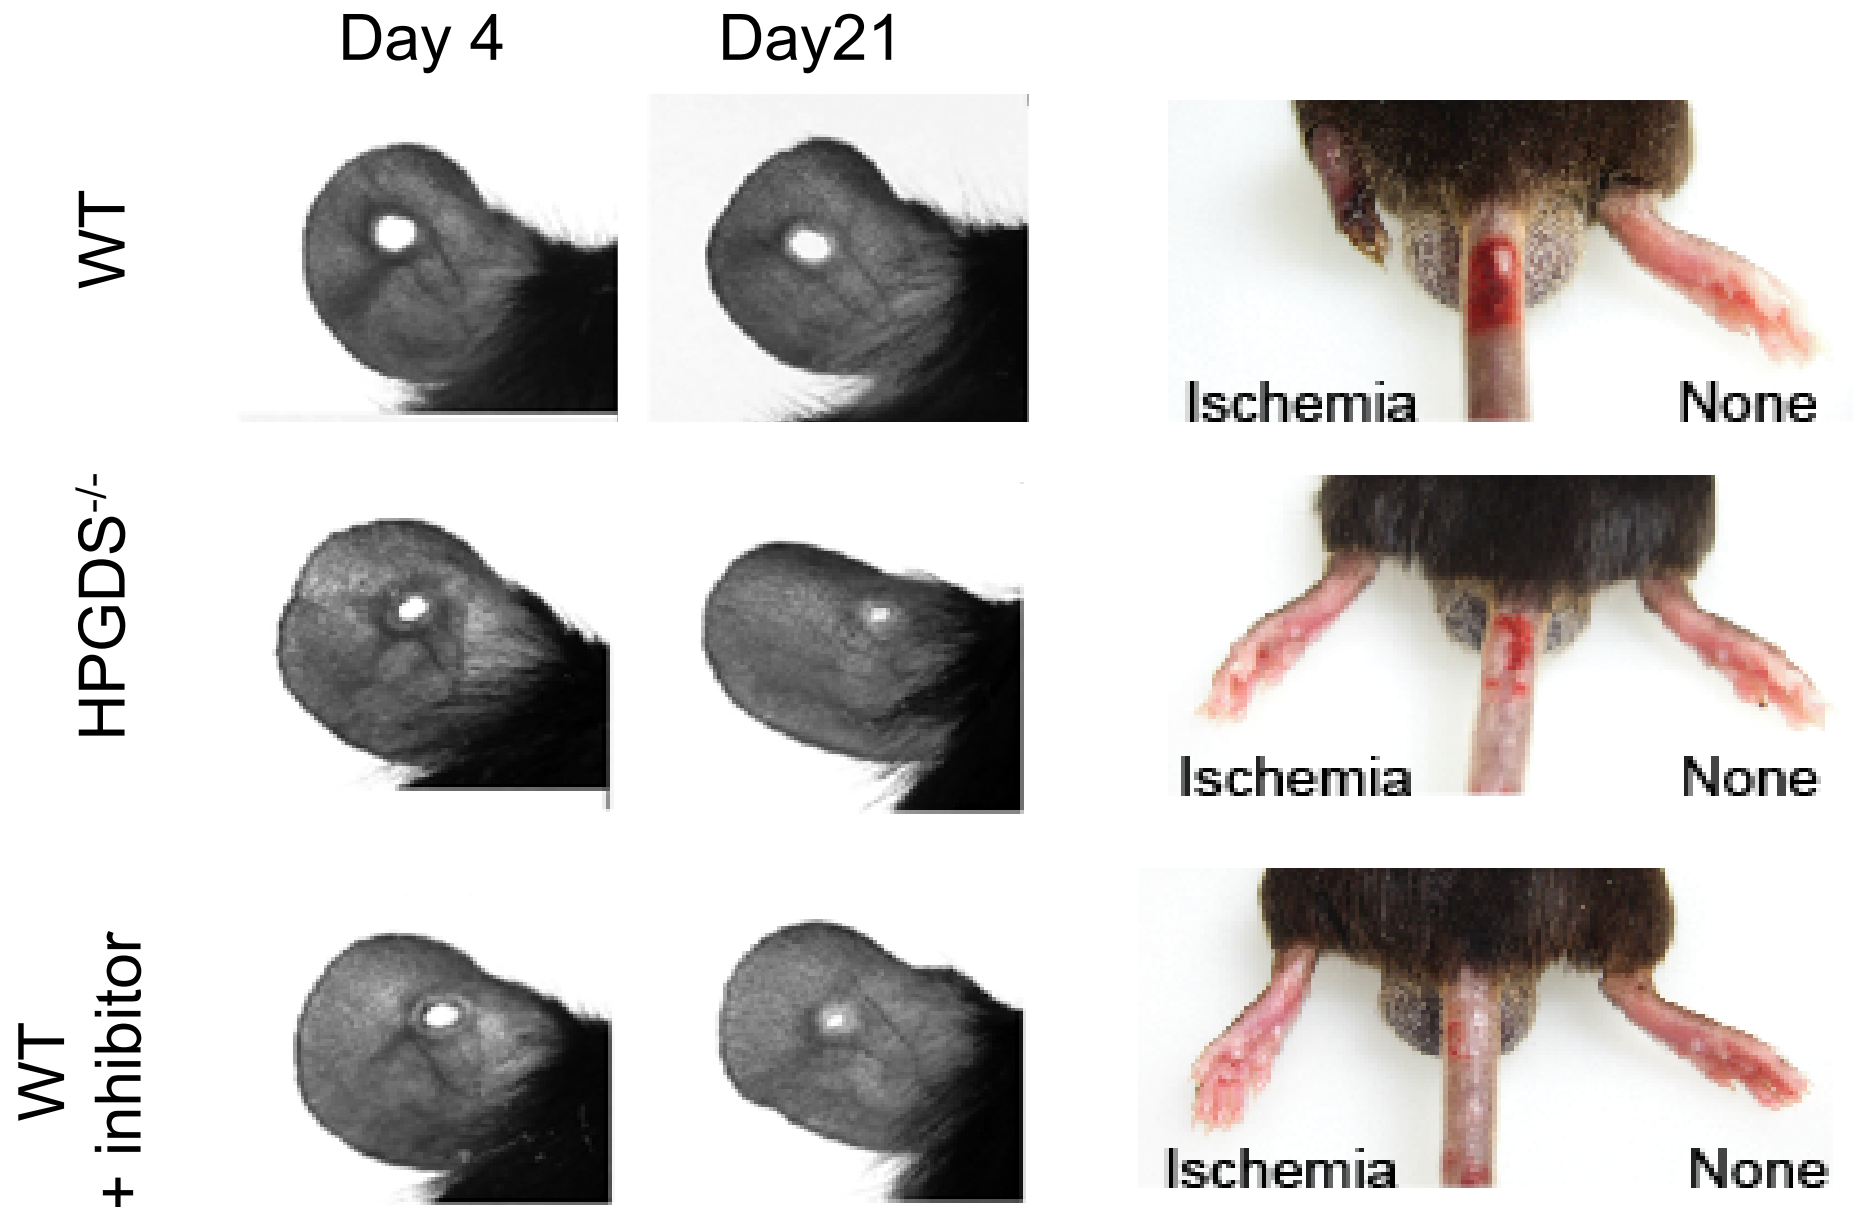 Day 4
Day21
WT
Ischemia
None
HPGDS-/-
Ischemia
None
WT
+ inhibitor
Ischemia
None